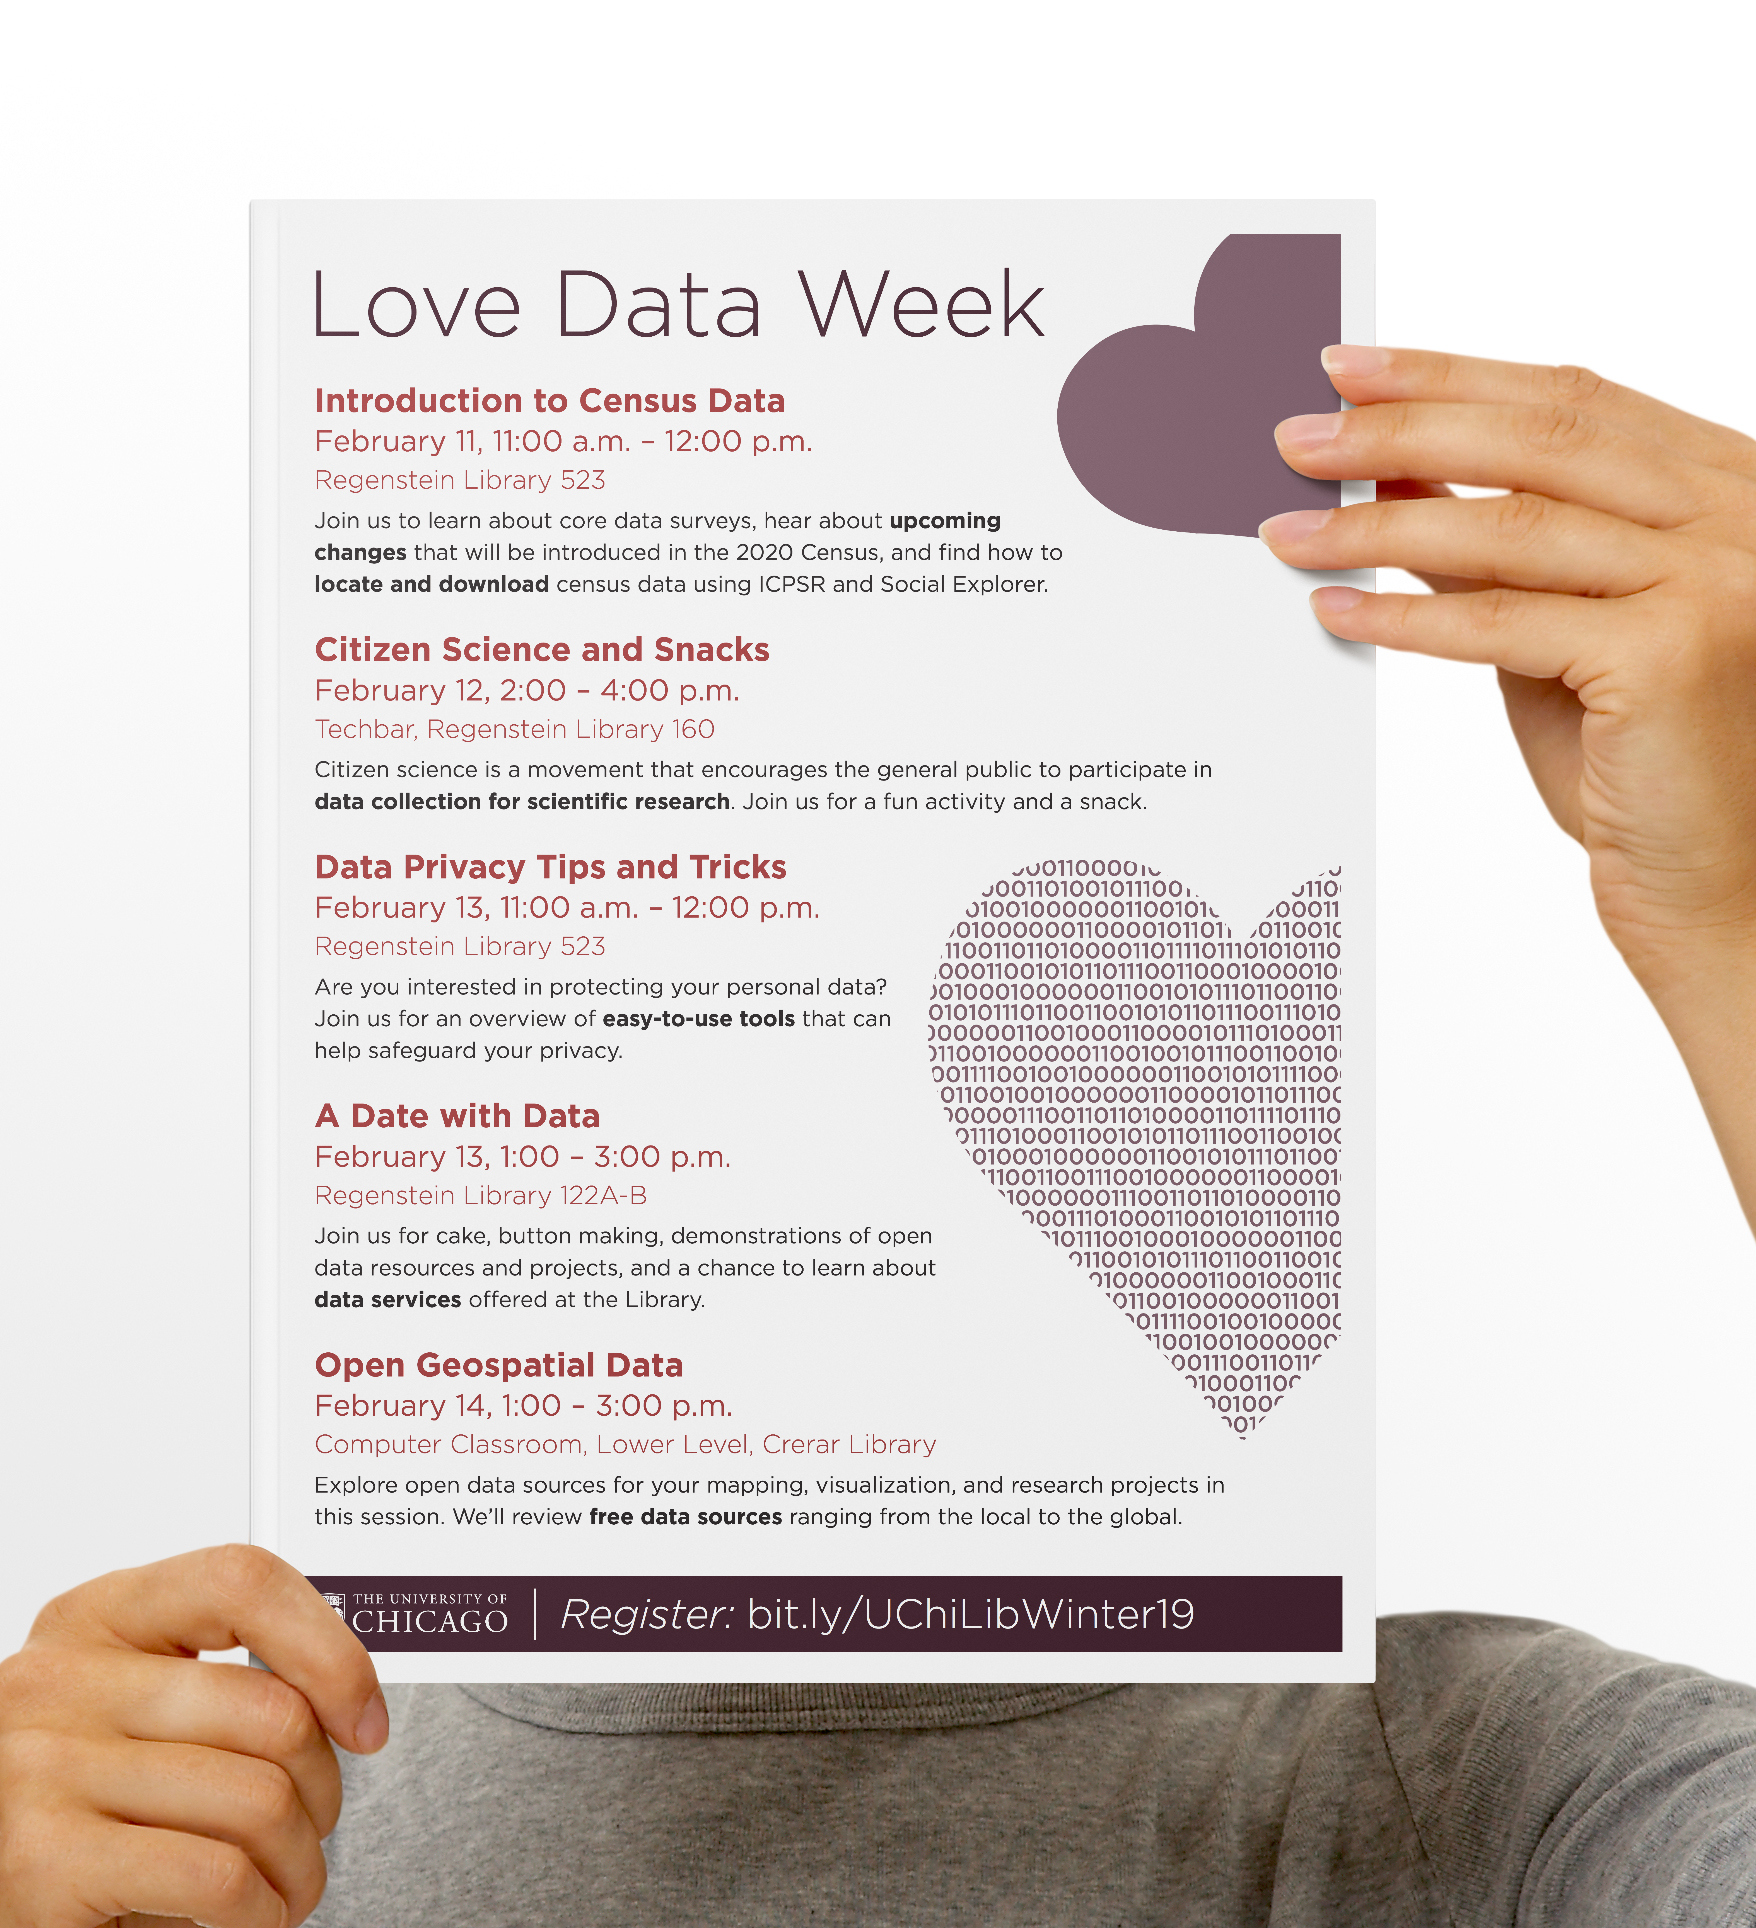 Love Data Week
Introduction to Census Data
February 11, 11:00 a.m. – 12:00 p.m.
Regenstein Library 523
Join us to learn about core data surveys, hear about upcoming
changes that will be introduced in the 2020 Census, and find how to
locate and download census data using ICPSR and Social Explorer.
Citizen Science and Snacks
February 12, 2:00 – 4:00 p.m.
Techbar, Regenstein Library 160
Citizen science is a movement that encourages the general public to participate in
data collection for scientific research. Join us for a fun activity and a snack.
Data Privacy Tips and Tricks
February 13, 11:00 a.m. – 12:00 p.m.
Regenstein Library 523
Are you interested in protecting your personal data?
Join us for an overview of easy-to-use tools that can
help safeguard your privacy.
A Date with Data
February 13, 1:00 – 3:00 p.m.
Regenstein Library 122A-B
Join us for cake, button making, demonstrations of open
data resources and projects, and a chance to learn about
data services offered at the Library.
Open Geospatial Data
February 14, 1:00 – 3:00 p.m.
Computer Classroom, Lower Level, Crerar Library
Explore open data sources for your mapping, visualization, and research projects in
this session. We'll review free data sources ranging from the local to the global.
THE UNIVERSITY OF
CHICAGO
Register: bit.ly/UChiLibWinter19